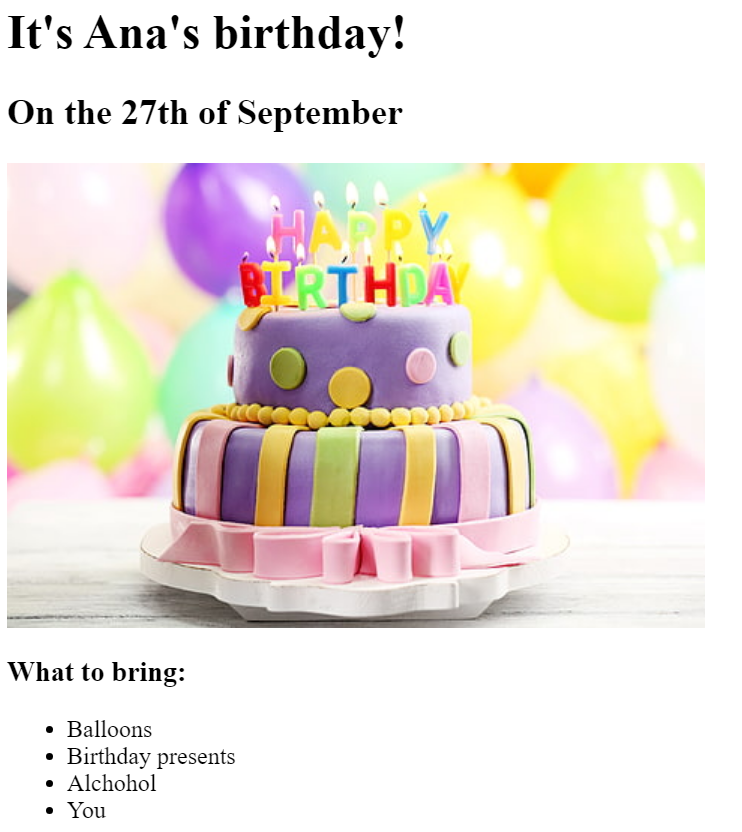 It's Ana's birthday!
On the 27th of September
HAPPY
BIRTHDAY
What to bring:
Balloons
Birthday presents
Alchohol
You